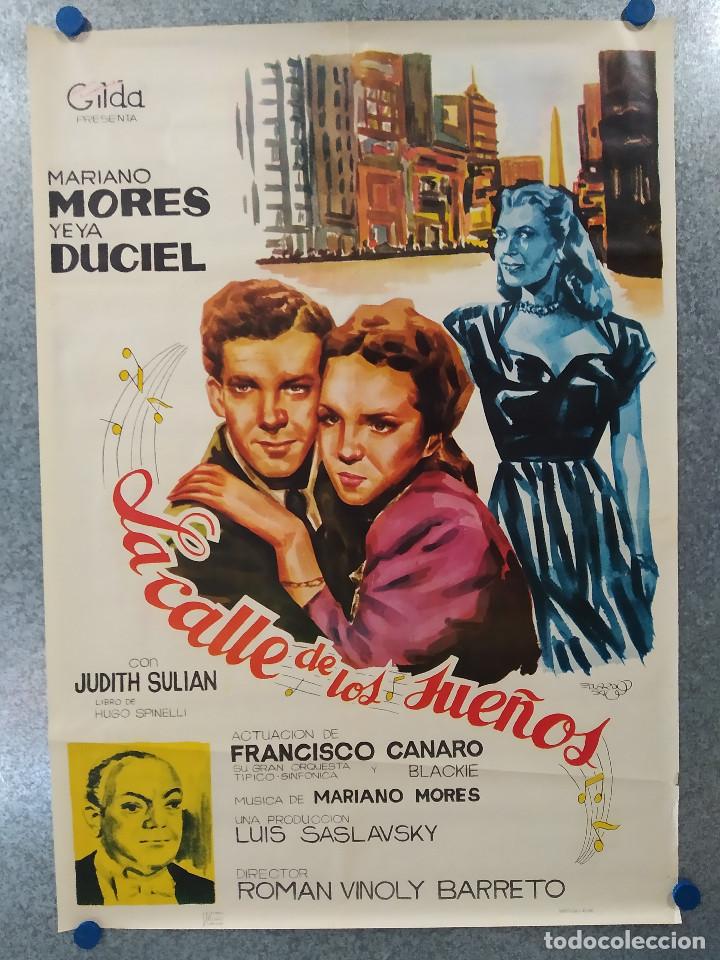 Gilda
PRESENTA
MARIANO
MORES
YEYA
DUCIEL
La calle de los sueños
CON
JUDITH SULIAN
LIBRO DE
HUGO SPINELLI
ACTUACION DE
FRANCISCO CANARO
SU GRAN ORQUESTA
TIPICO-SINFONICA Y BLACKIE
MUSICA DE MARIANO MORES
UNA PRODUCCION
LUIS SASLAVSKY
DIRECTOR
ROMAN VINOLY BARRETO
todocoleccion